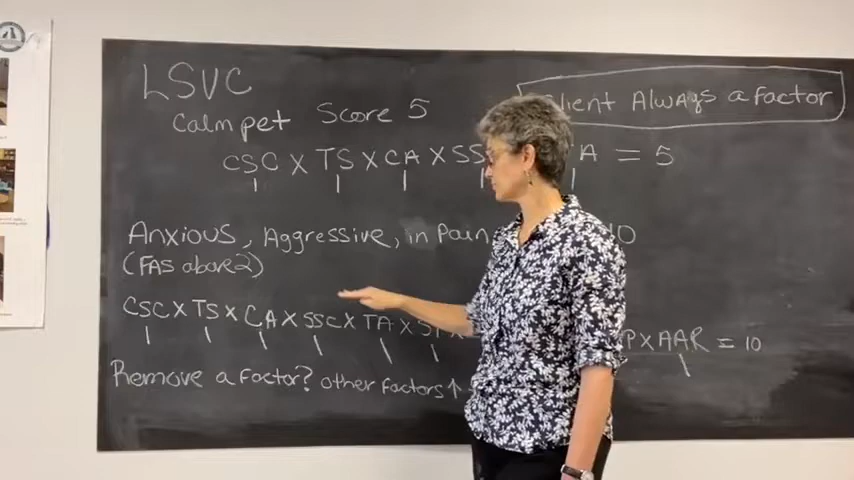 LSVC
Client Always a factor
Calm pet Score 5
CSC X TS X CA X SS A = 5
Anxious, Aggressive, in Pain 10
(FAS above 2)
CSC X TS X CA X SSC X TA X P X AAR = 10
Remove a factor? other factors ↑